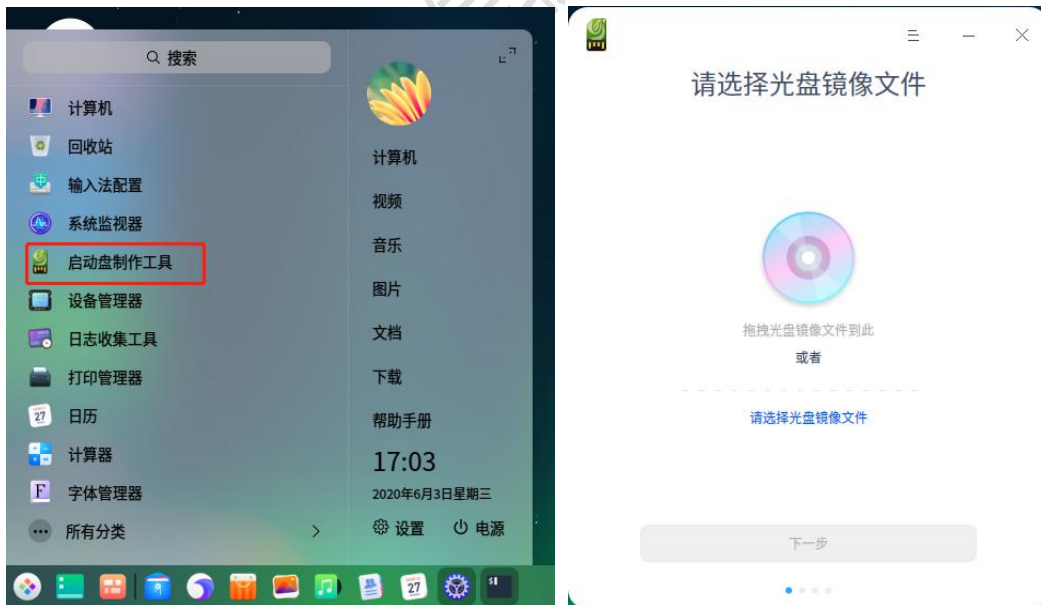 搜索
计算机
回收站
输入法配置
系统监视器
启动盘制作工具
设备管理器
日志收集工具
打印管理器
27
日历
计算器
F
字体管理器
所有分类
计算机
视频
音乐
图片
文档
下载
帮助手册
17:03
2020年6月3日星期三
设置
电源
27
请选择光盘镜像文件
拖拽光盘镜像文件到此
或者
请选择光盘镜像文件
下一步